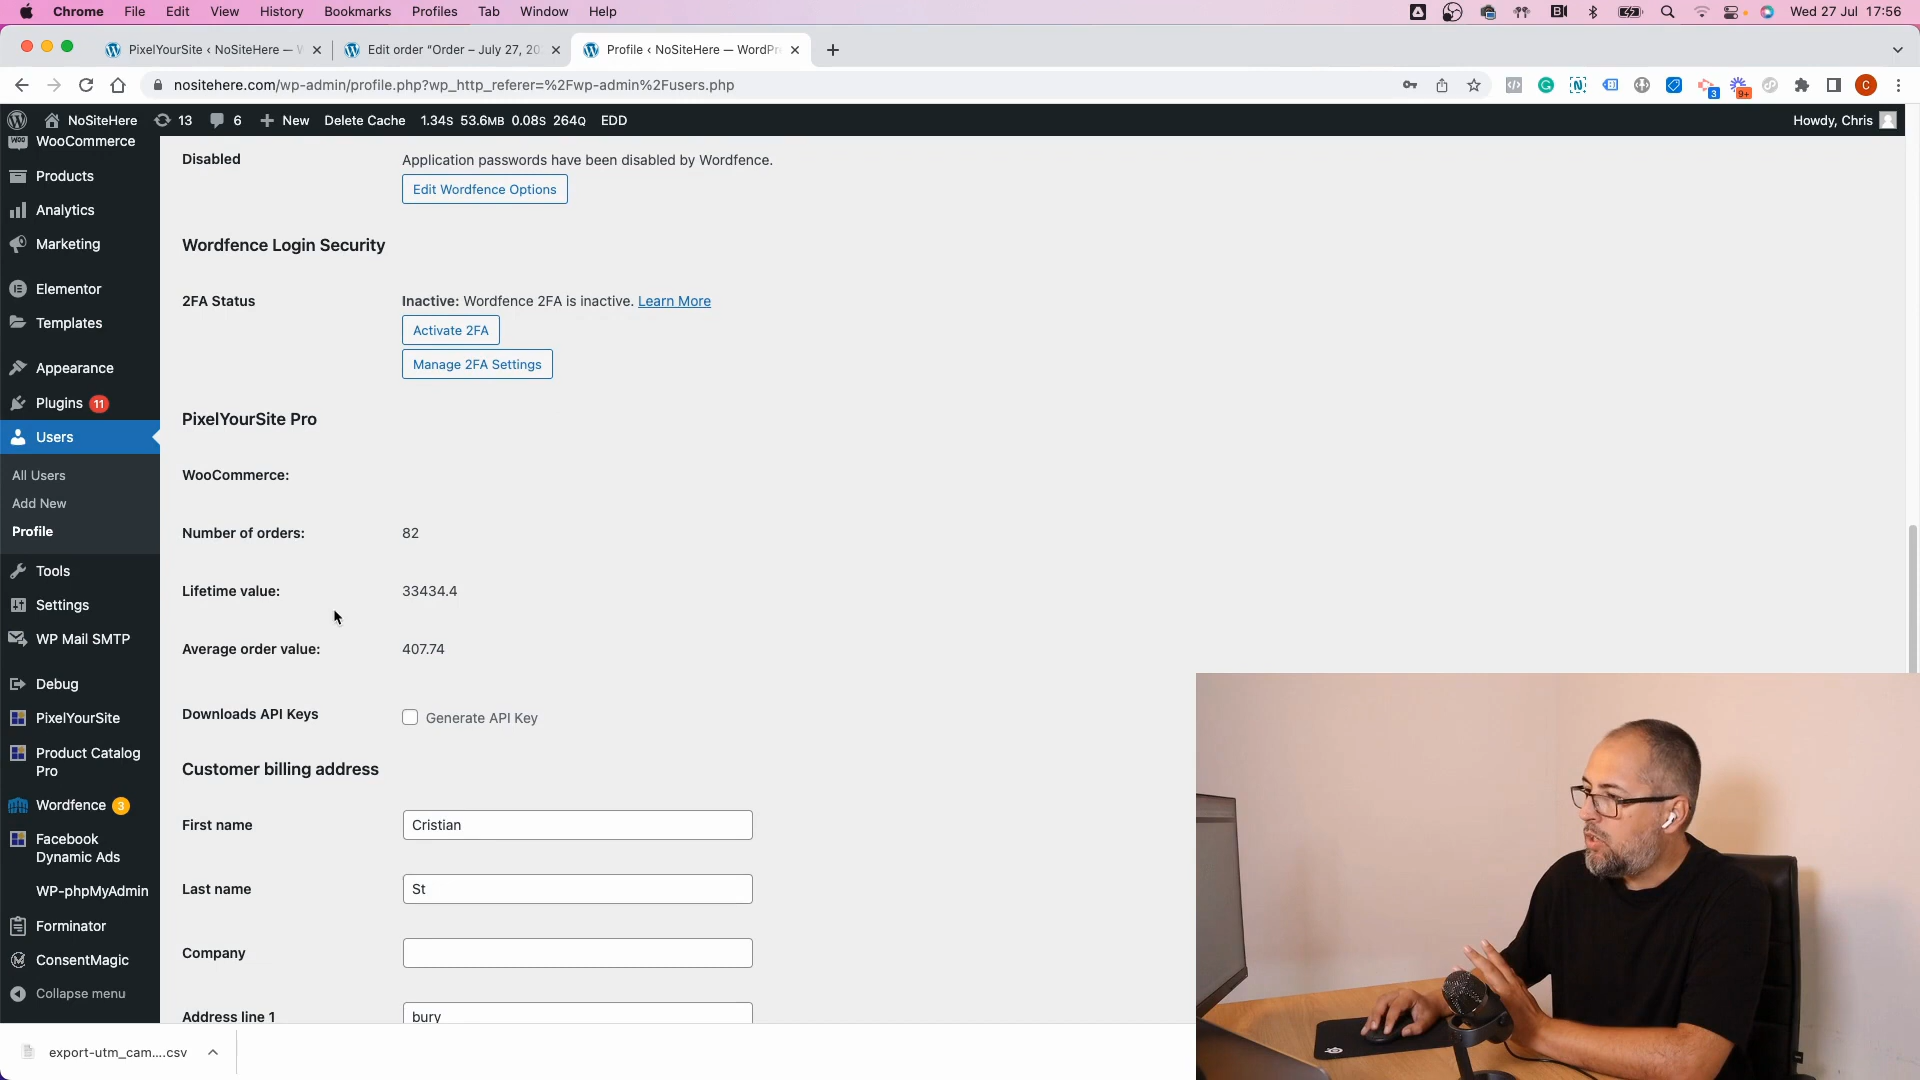 Chrome File Edit View History Bookmarks Profiles Tab Window Help
Wed 27 Jul 17:56
PixelYourSite ‹ NoSiteHere — W
Edit order "Order – July 27, 20
Profile ‹ NoSiteHere — WordPre
nositehere.com/wp-admin/profile.php?wp_http_referer=%2Fwp-admin%2Fusers.php
3
9+
C
NoSiteHere 13 6 New Delete Cache 1.34S 53.6MB 0.08S 264Q EDD
Howdy, Chris
WooCommerce
Products
Analytics
Marketing
Elementor
Templates
Appearance
Plugins 11
Users
All Users
Add New
Profile
Tools
Settings
WP Mail SMTP
Debug
PixelYourSite
Product Catalog
Pro
Wordfence 3
Facebook
Dynamic Ads
WP-phpMyAdmin
Forminator
ConsentMagic
Collapse menu
Disabled
Application passwords have been disabled by Wordfence.
Edit Wordfence Options
Wordfence Login Security
2FA Status
Inactive: Wordfence 2FA is inactive. Learn More
Activate 2FA
Manage 2FA Settings
PixelYourSite Pro
WooCommerce:
Number of orders: 82
Lifetime value: 33434.4
Average order value: 407.74
Downloads API Keys Generate API Key
Customer billing address
First name Cristian
Last name St
Company
Address line 1 bury
export-utm_cam....csv